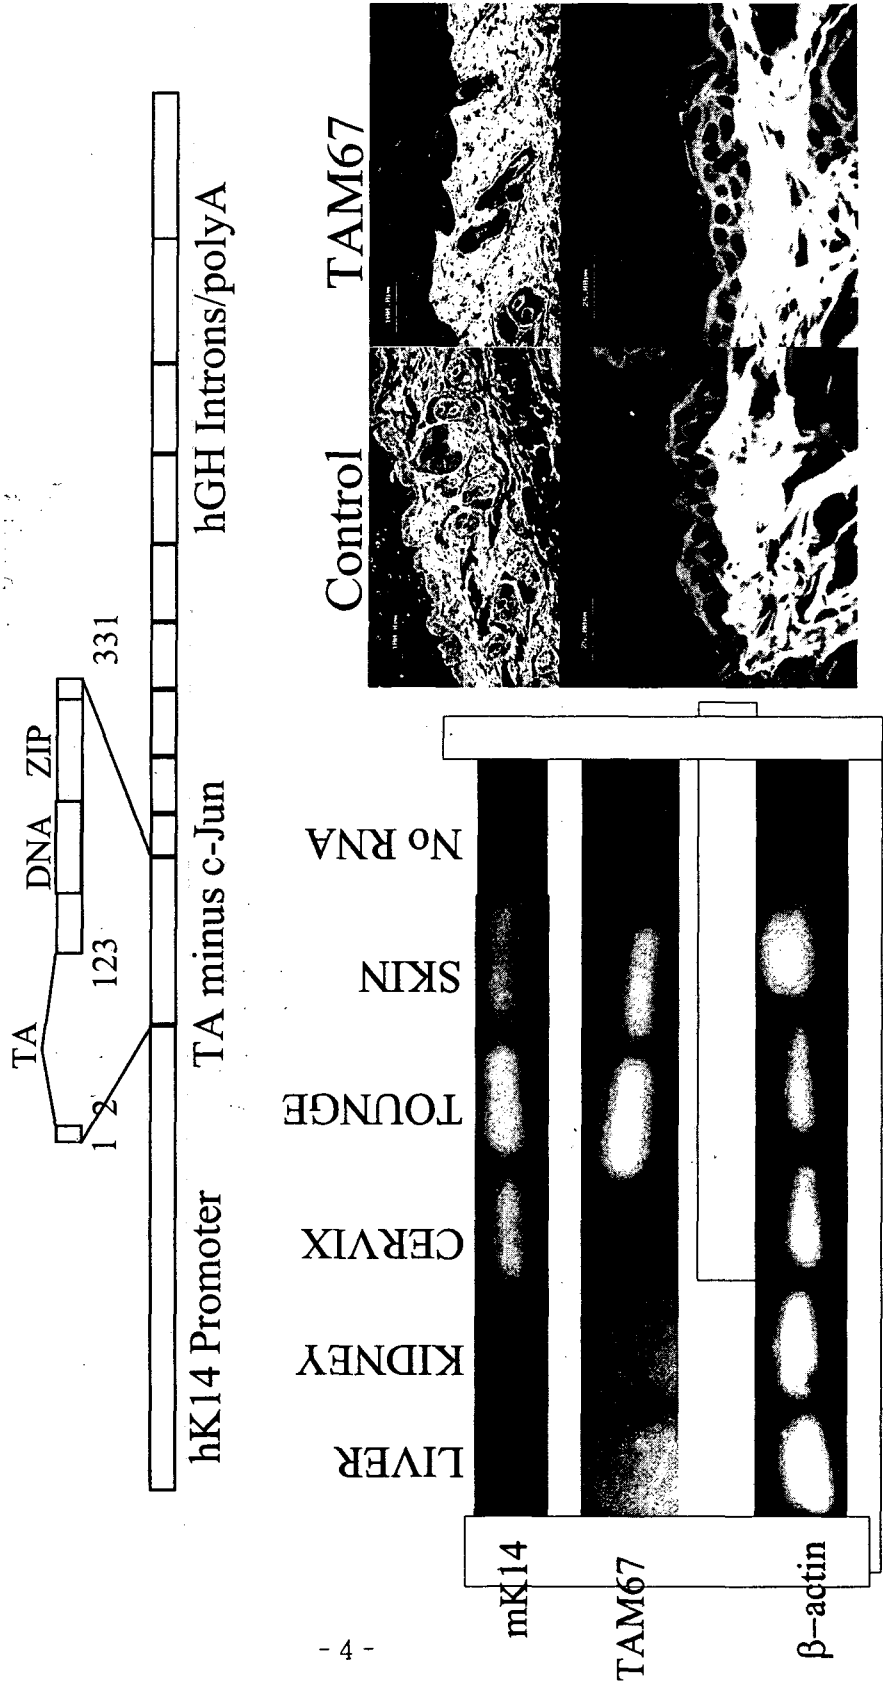 TA
DNA ZIP
1 2 123 331
hK14 Promoter TA minus c-Jun hGH Introns/polyA
LIVER KIDNEY CERVIX TOUNGE SKIN No RNA
mK14
TAM67
β-actin
Control TAM67
- 4 -